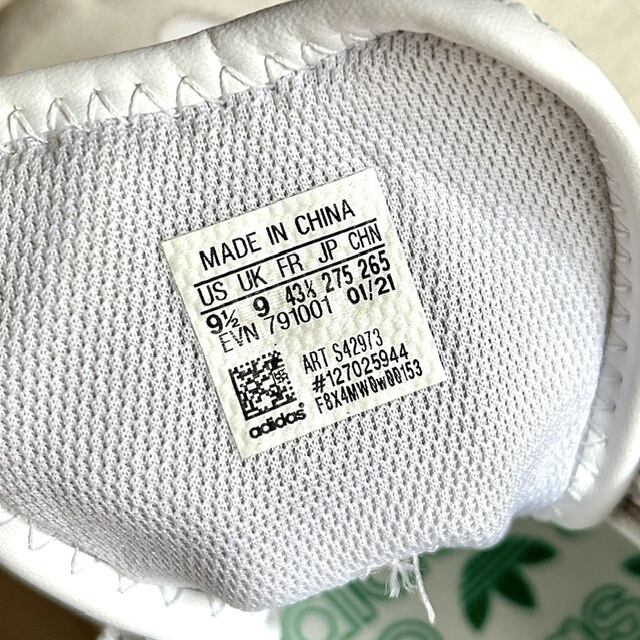 MADE IN CHINA
US UK FR JP CHN
9½ 9 43⅓ 275 265
EVN 791001 01/21
ART S42973
#127025944
F8X4MW0w00153
adidas